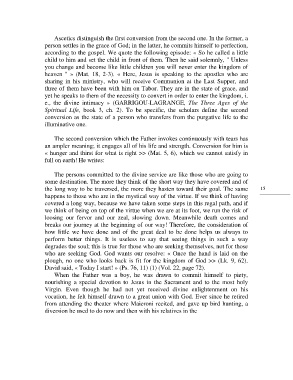 Ascetics distinguish the first conversion from the second one. In the former, a
person settles in the grace of God; in the latter, he commits himself to perfection,
according to the gospel. We quote the following episode: « So he called a little
child to him and set the child in front of them. Then he said solemnly, " Unless
you change and become like little children you will never enter the kingdom of
heaven " » (Mat. 18, 2-3). « Here, Jesus is speaking to the apostles who are
sharing in his ministry, who will receive Communion at the Last Supper, and
three of them have been with him on Tabor. They are in the state of grace, and
yet he speaks to them of the necessity to convert in order to enter the kingdom, i.
e., the divine intimacy » (GARRIGOU-LAGRANGE, The Three Ages of the
Spiritual Life, book 3, ch. 2). To be specific, the scholars define the second
conversion as the state of a person who transfers from the purgative life to the
illuminative one.
The second conversion which the Father invokes continuously with tears has
an ampler meaning: it engages all of his life and strength. Conversion for him is
« hunger and thirst for what is right »» (Mat. 5, 6), which we cannot satisfy in
full on earth! He writes:
The persons committed to the divine service are like those who are going to
some destination. The more they think of the short way they have covered and of
the long way to be traversed, the more they hasten toward their goal. The same
happens to those who are in the mystical way of the virtue. If we think of having
covered a long way, because we have taken some steps in this regal path, and if
we think of being on top of the virtue when we are at its foot, we run the risk of
loosing our fervor and our zeal, slowing down. Meanwhile death comes and
breaks our journey at the beginning of our way! Therefore, the consideration of
how little we have done and of the great deal to be done helps us always to
perform better things. It is useless to say that seeing things in such a way
degrades the soul; this is true for those who are seeking themselves, not for those
who are seeking God. God wants our resolve: « Once the hand is laid on the
plough, no one who looks back is fit for the kingdom of God >> (Lk. 9, 62).
David said, « Today I start! » (Ps. 76, 11) (1) (Vol. 22, page 72).
When the Father was a boy, he was drawn to commit himself to piety,
nourishing a special devotion to Jesus in the Sacrament and to the most holy
Virgin. Even though he had not yet received divine enlightenment on his
vocation, he felt himself drawn to a great union with God. Ever since he retired
from attending the theater where Maieroni recited, and gave up bird hunting, a
diversion he used to do now and then with his relatives in the
15